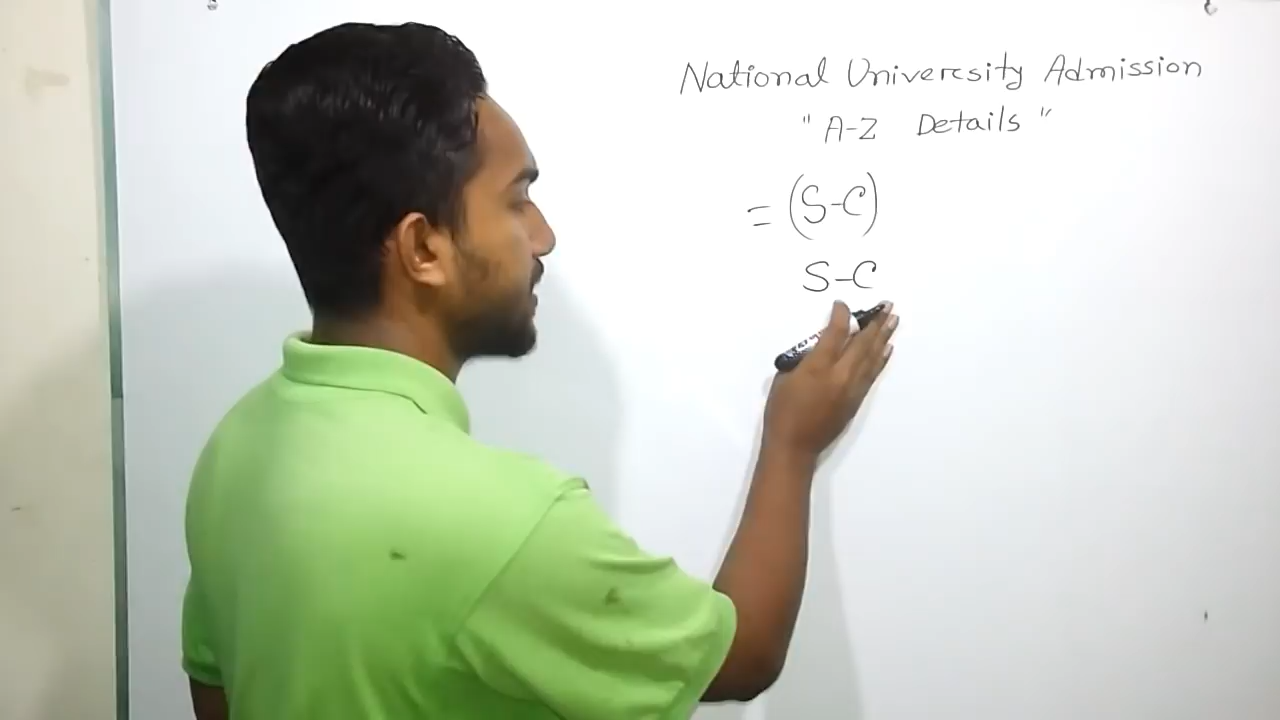 National University Admission
" A-Z Details "
= (S-C)
S-C